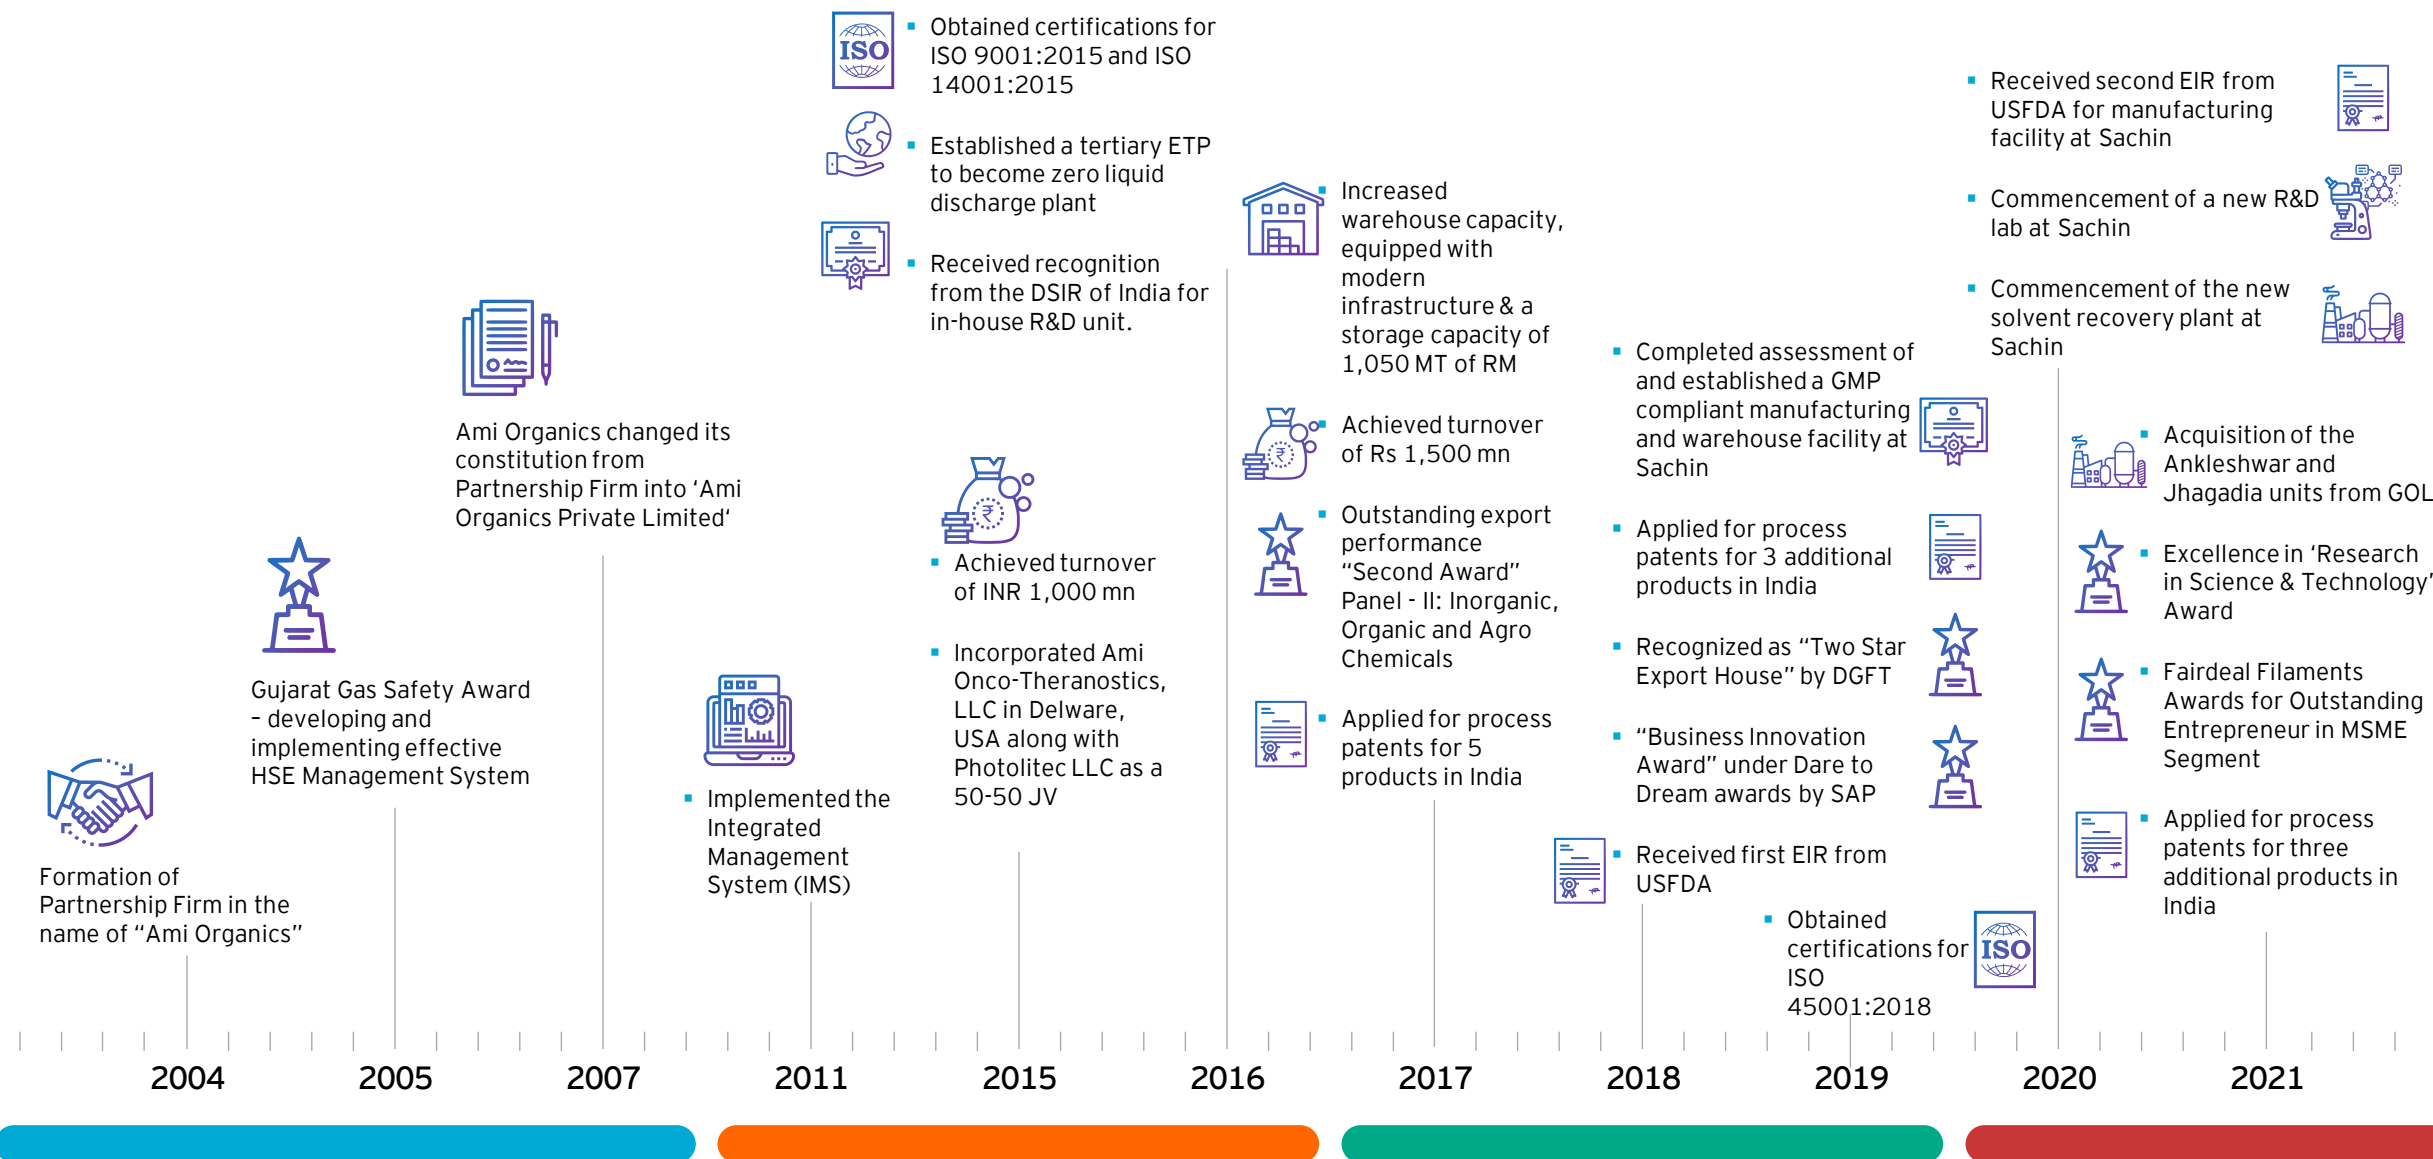 Formation of
Partnership Firm in the
name of “Ami Organics”
Gujarat Gas Safety Award
– developing and
implementing effective
HSE Management System
Ami Organics changed its
constitution from
Partnership Firm into ‘Ami
Organics Private Limited‘
Implemented the
Integrated
Management
System (IMS)
Achieved turnover
of INR 1,000 mn
Incorporated Ami
Onco-Theranostics,
LLC in Delware,
USA along with
Photolitec LLC as a
50-50 JV
ISO
Obtained certifications for
ISO 9001:2015 and ISO
14001:2015
Established a tertiary ETP
to become zero liquid
discharge plant
Received recognition
from the DSIR of India for
in-house R&D unit.
Increased
warehouse capacity,
equipped with
modern
infrastructure & a
storage capacity of
1,050 MT of RM
Achieved turnover
of Rs 1,500 mn
Outstanding export
performance
“Second Award”
Panel - II: Inorganic,
Organic and Agro
Chemicals
Applied for process
patents for 5
products in India
Completed assessment of
and established a GMP
compliant manufacturing
and warehouse facility at
Sachin
Applied for process
patents for 3 additional
products in India
Recognized as “Two Star
Export House” by DGFT
“Business Innovation
Award” under Dare to
Dream awards by SAP
Received first EIR from
USFDA
Obtained
certifications for
ISO
45001:2018
ISO
Received second EIR from
USFDA for manufacturing
facility at Sachin
Commencement of a new R&D
lab at Sachin
Commencement of the new
solvent recovery plant at
Sachin
Acquisition of the
Ankleshwar and
Jhagadia units from GOL
Excellence in ‘Research
in Science & Technology’
Award
Fairdeal Filaments
Awards for Outstanding
Entrepreneur in MSME
Segment
Applied for process
patents for three
additional products in
India
2004
2005
2007
2011
2015
2016
2017
2018
2019
2020
2021